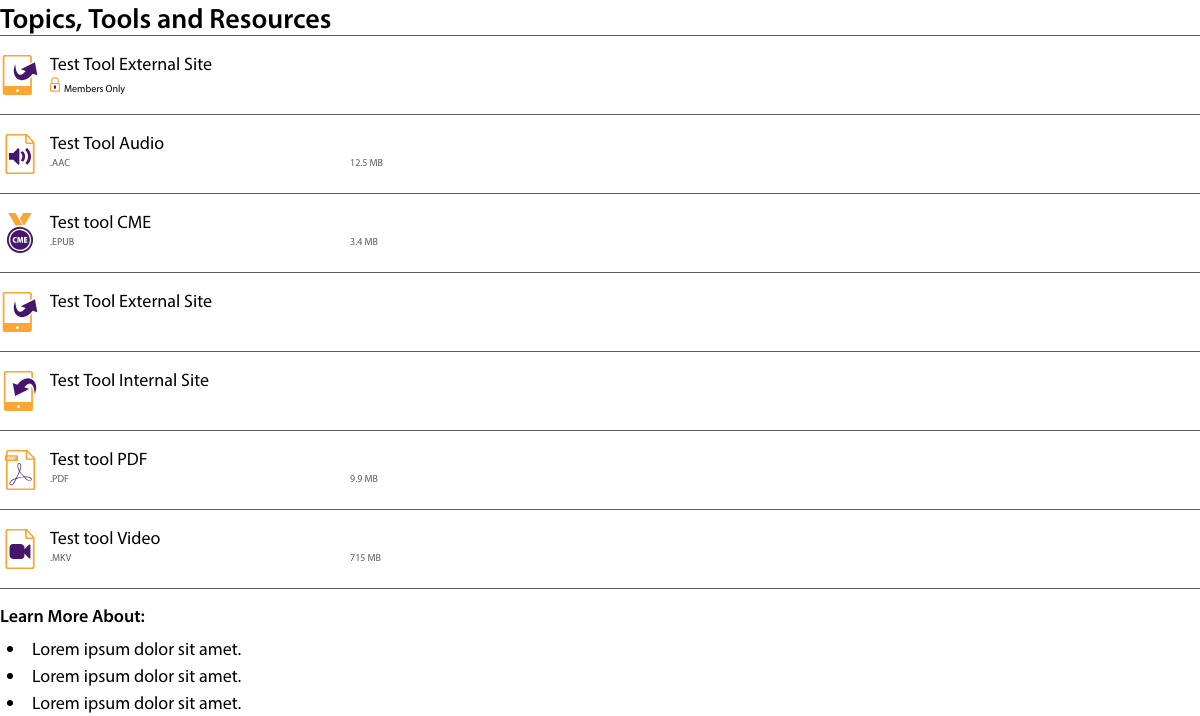 Topics, Tools and Resources
Test Tool External Site
Members Only
Test Tool Audio
.AAC 12.5 MB
Test tool CME
CME
.EPUB 3.4 MB
Test Tool External Site
Test Tool Internal Site
Test tool PDF
.PDF 9.9 MB
Test tool Video
.MKV 715 MB
Learn More About:
• Lorem ipsum dolor sit amet.
• Lorem ipsum dolor sit amet.
• Lorem ipsum dolor sit amet.